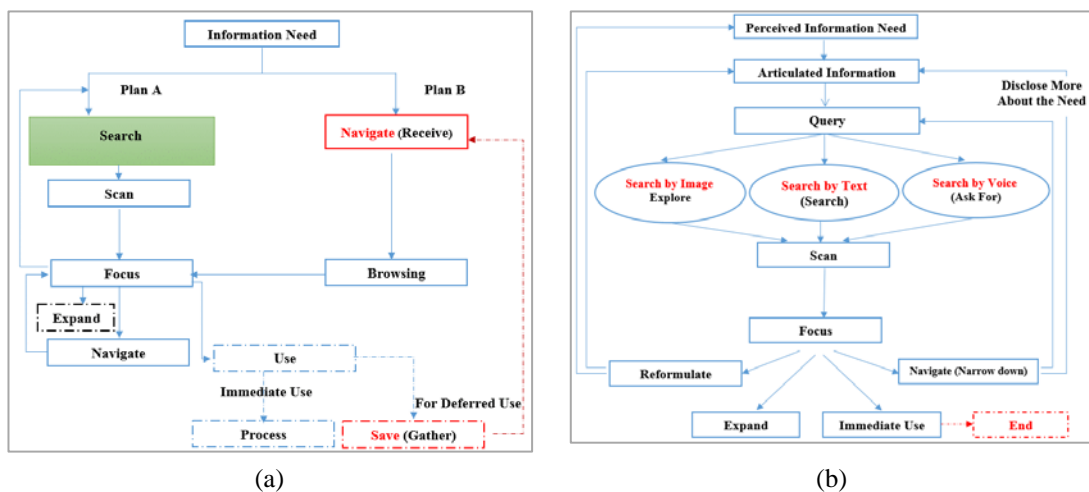 Information Need
Plan A
Plan B
Search
Navigate (Receive)
Scan
Focus
Browsing
Expand
Navigate
Use
Immediate Use
For Deferred Use
Process
Save (Gather)
(a)
Perceived Information Need
Articulated Information
Disclose More
About the Need
Query
Search by Image
Explore
Search by Text
(Search)
Search by Voice
(Ask For)
Scan
Focus
Reformulate
Navigate (Narrow down)
Expand
Immediate Use
End
(b)